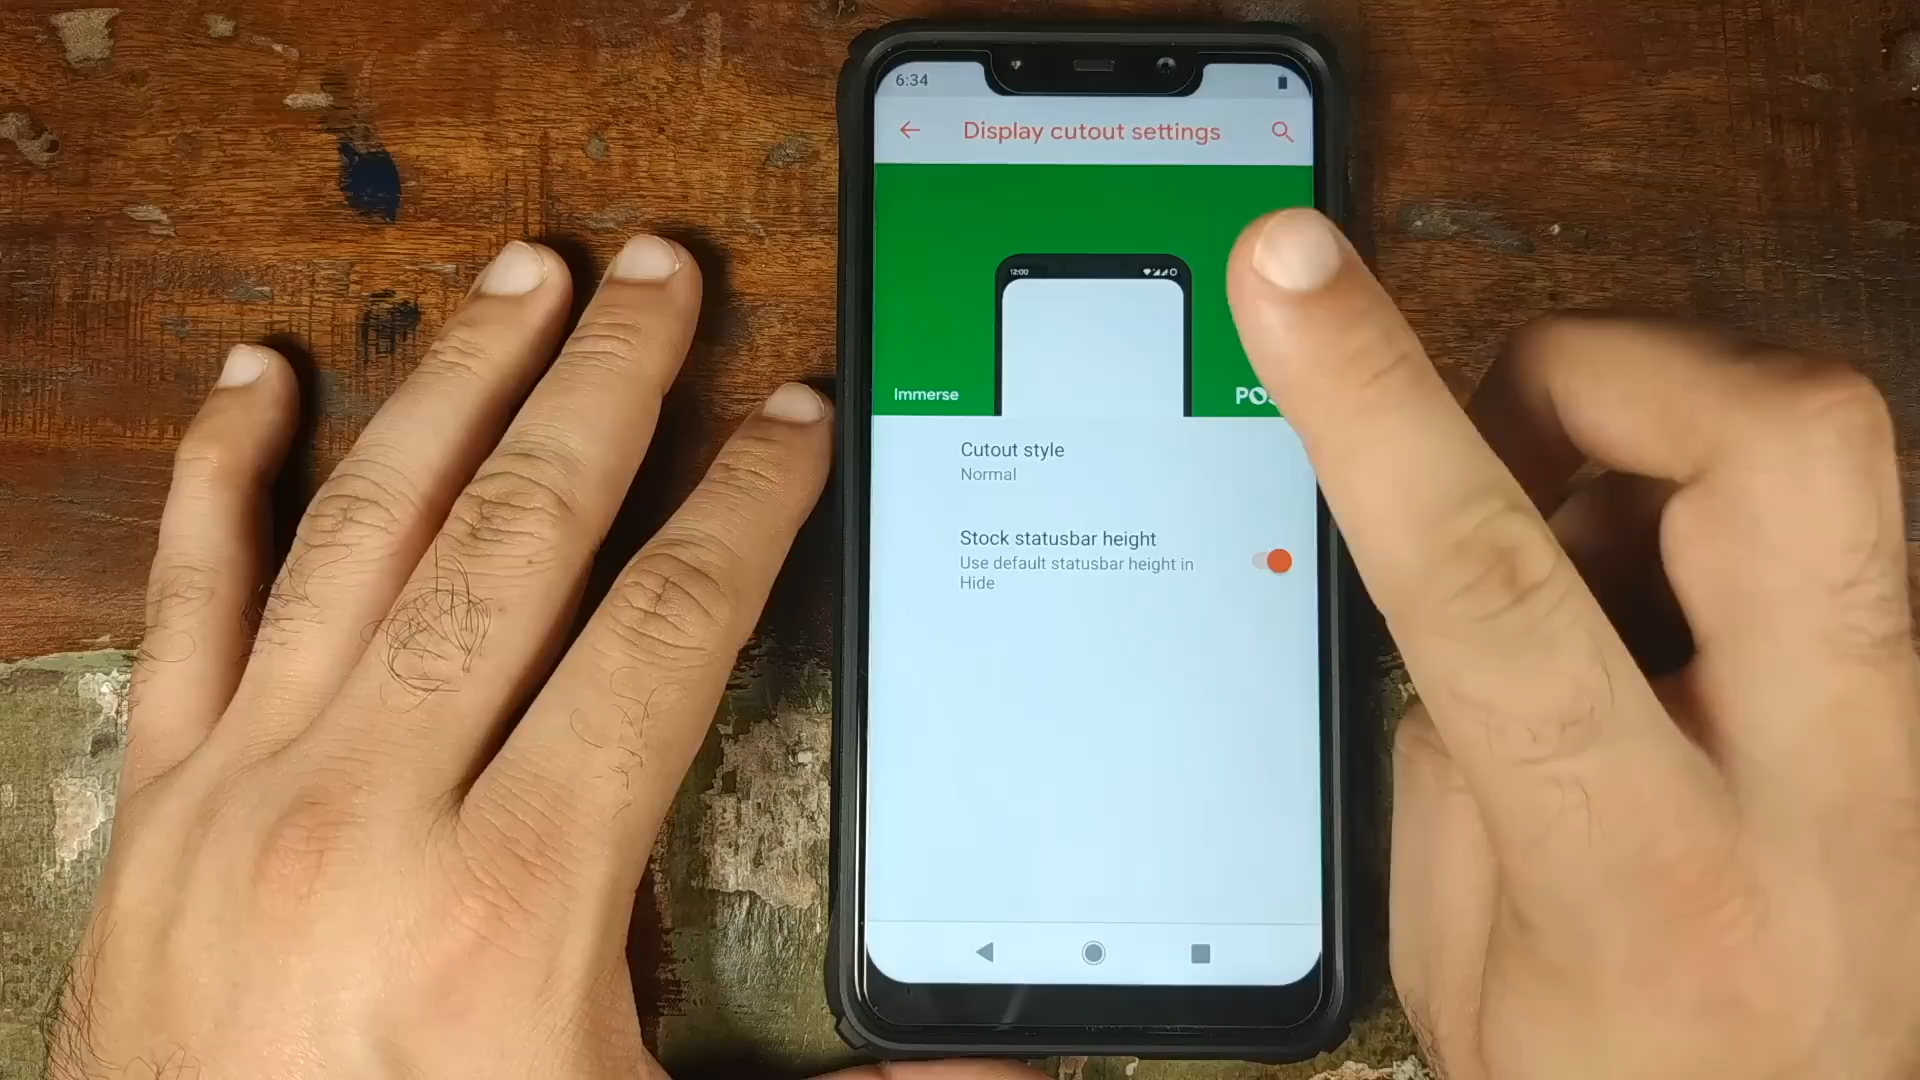 6:34
Display cutout settings
12:00
Immerse
Cutout style
Normal
Stock statusbar height
Use default statusbar height in
Hide